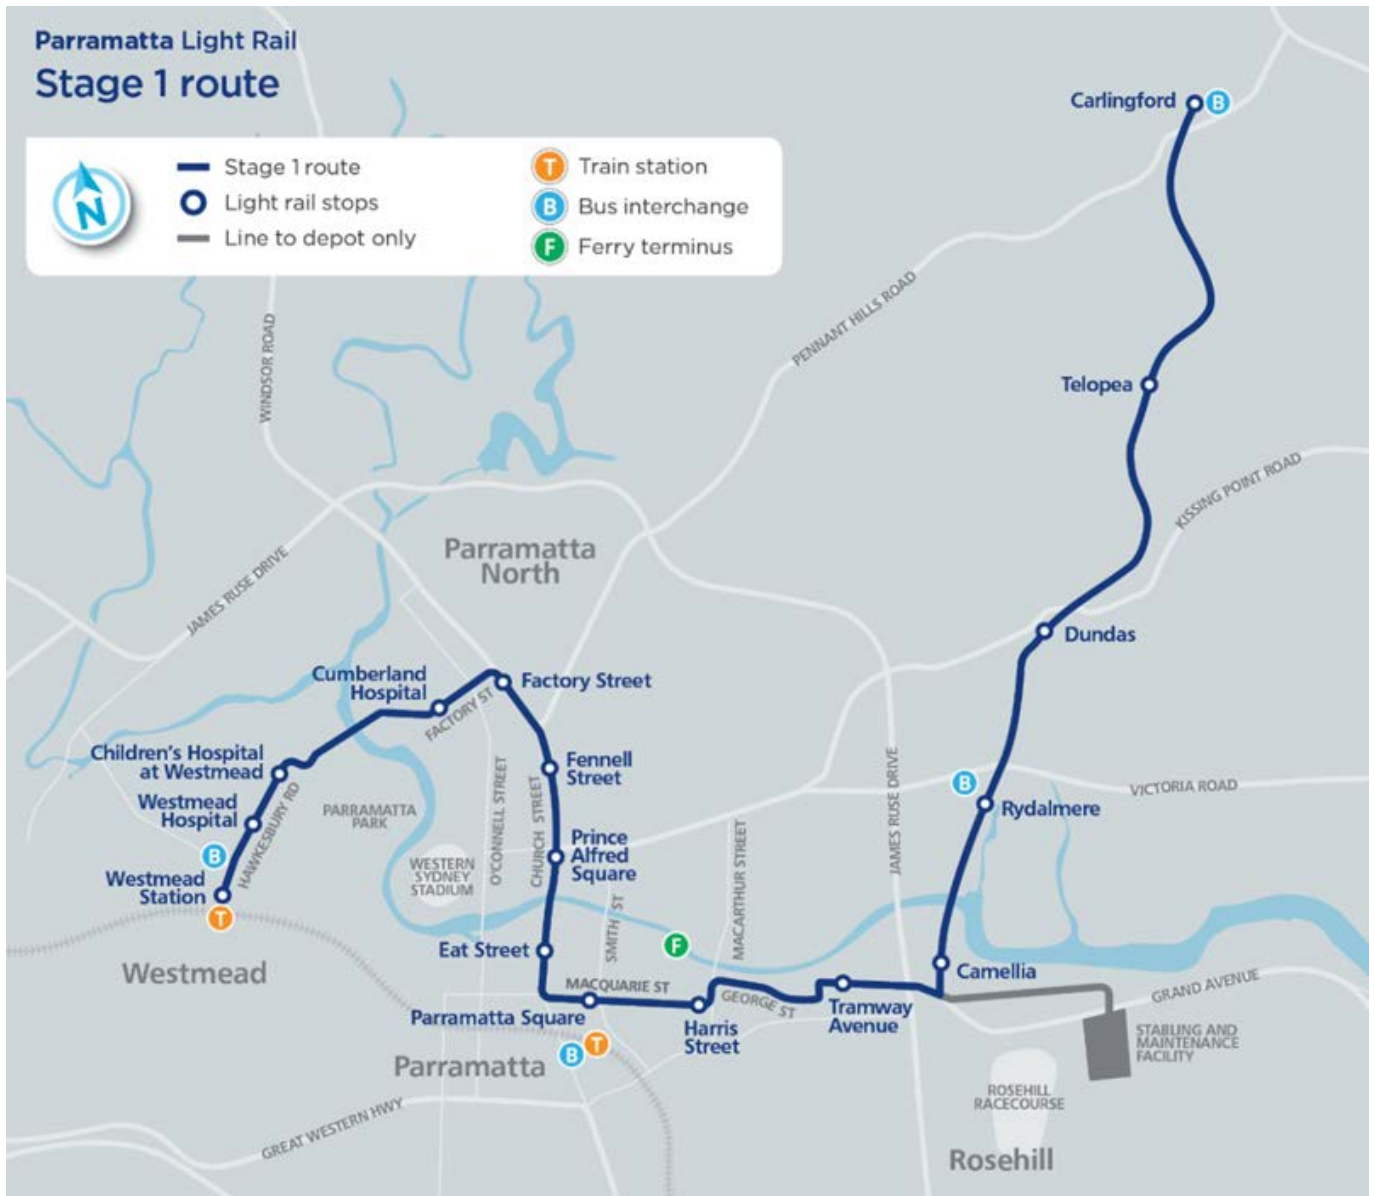 Parramatta Light Rail
Stage 1 route
Stage 1 route
Light rail stops
Line to depot only
T Train station
B Bus interchange
F Ferry terminus
N
Carlingford
B
WINDSOR ROAD
PENNANT HILLS ROAD
Telopea
KISSING POINT ROAD
Parramatta
North
JAMES RUSE DRIVE
Dundas
Cumberland
Hospital
Factory Street
FACTORY ST
Children's Hospital
at Westmead
Westmead
Hospital
HAWKESBURY RD
PARRAMATTA
PARK
O'CONNELL STREET
CHURCH STREET
Fennell
Street
JAMES RUSE DRIVE
B
Rydalmere
VICTORIA ROAD
B
Westmead
Station
T
WESTERN
SYDNEY
STADIUM
Prince
Alfred
Square
SMITH ST
MACARTHUR STREET
Westmead
Eat Street
F
Camellia
MACQUARIE ST
GEORGE ST
Tramway
Avenue
GRAND AVENUE
Parramatta Square
Harris
Street
STABLING AND
MAINTENANCE
FACILITY
B
T
Parramatta
ROSEHILL
RACECOURSE
GREAT WESTERN HWY
Rosehill